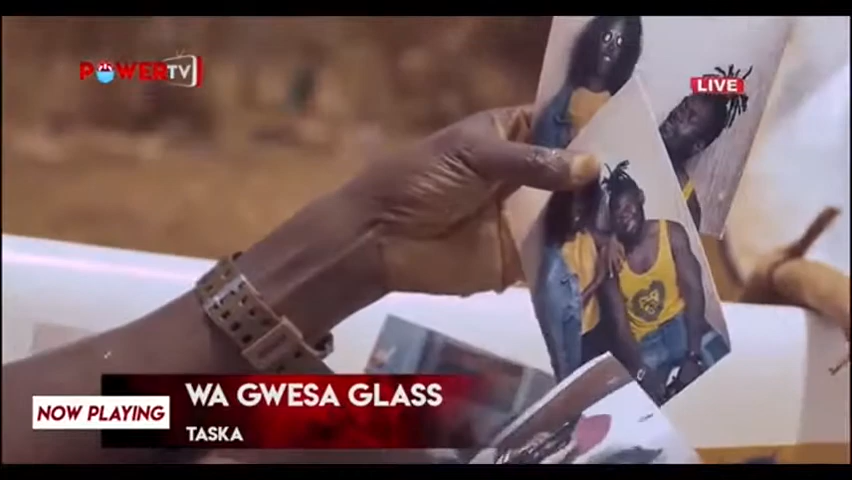 POWERTV
LIVE
NOW PLAYING
WA GWESA GLASS
TASKA